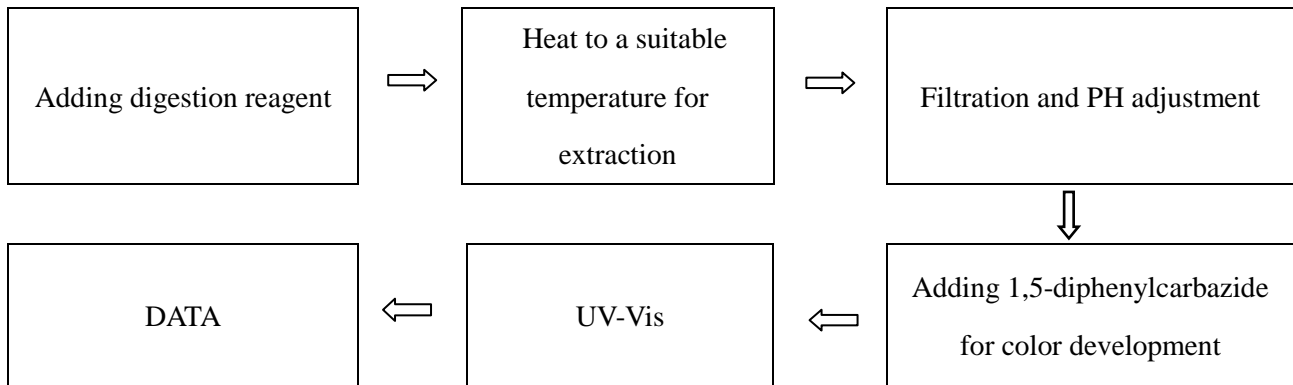 Adding digestion reagent
Heat to a suitable
temperature for
extraction
Filtration and PH adjustment
Adding 1,5-diphenylcarbazide
for color development
UV-Vis
DATA